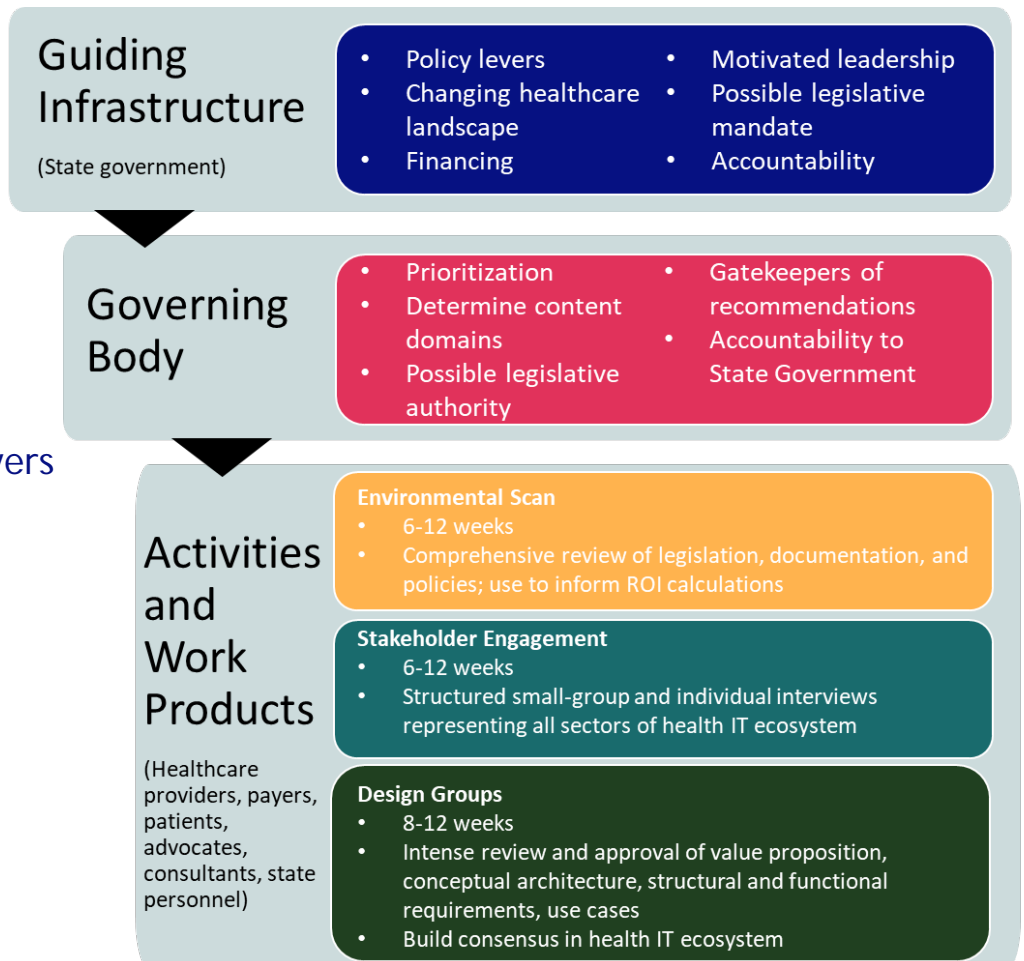 Guiding
Infrastructure
(State government)
• Policy levers
• Changing healthcare
landscape
• Financing
• Motivated leadership
• Possible legislative
mandate
• Accountability
Governing
Body
• Prioritization
• Determine content
domains
• Possible legislative
authority
• Gatekeepers of
recommendations
• Accountability to
State Government
Activities
and
Work
Products
(Healthcare
providers, payers,
patients,
advocates,
consultants, state
personnel)
Environmental Scan
• 6-12 weeks
• Comprehensive review of legislation, documentation, and
policies; use to inform ROI calculations
Stakeholder Engagement
• 6-12 weeks
• Structured small-group and individual interviews
representing all sectors of health IT ecosystem
Design Groups
• 8-12 weeks
• Intense review and approval of value proposition,
conceptual architecture, structural and functional
requirements, use cases
• Build consensus in health IT ecosystem